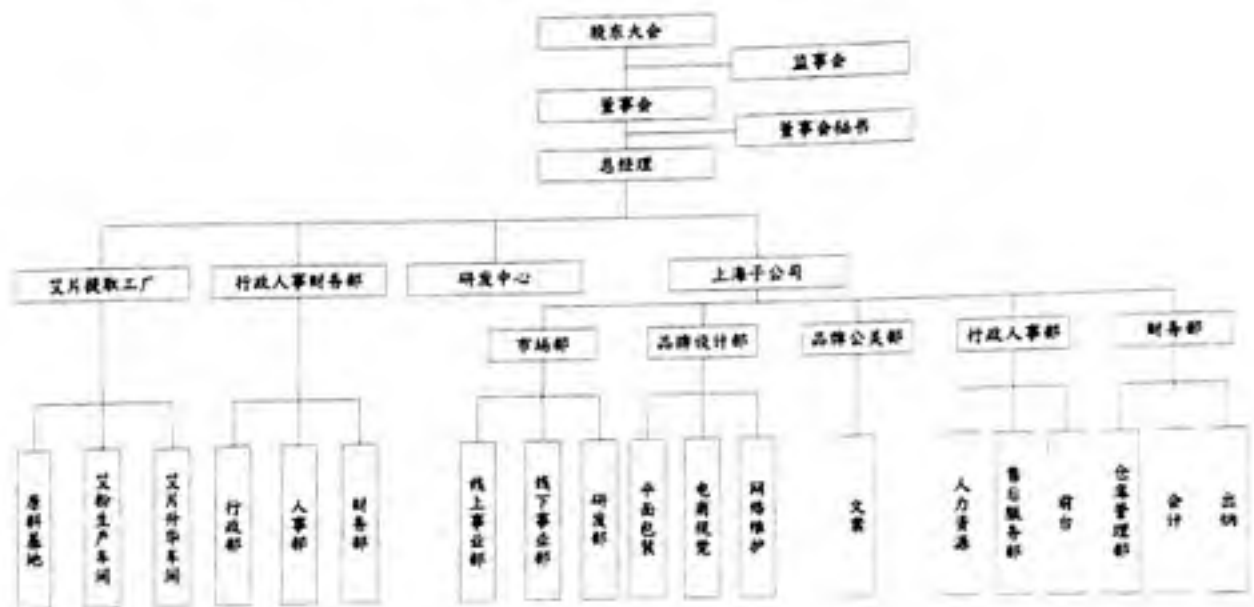 股东大会
监事会
董事会
董事会秘书
总经理
艾片提取工厂
行政人事财务部
研发中心
上海子公司
市场部
品牌设计部
品牌公关部
行政人事部
财务部
原料基地
艾粉生产车间
艾片升华车间
行政部
人事部
财务部
线上事业部
线下事业部
研发部
平面包装
电商视觉
网络维护
文案
人力资源
售后服务部
前台
仓库管理部
会计
出纳